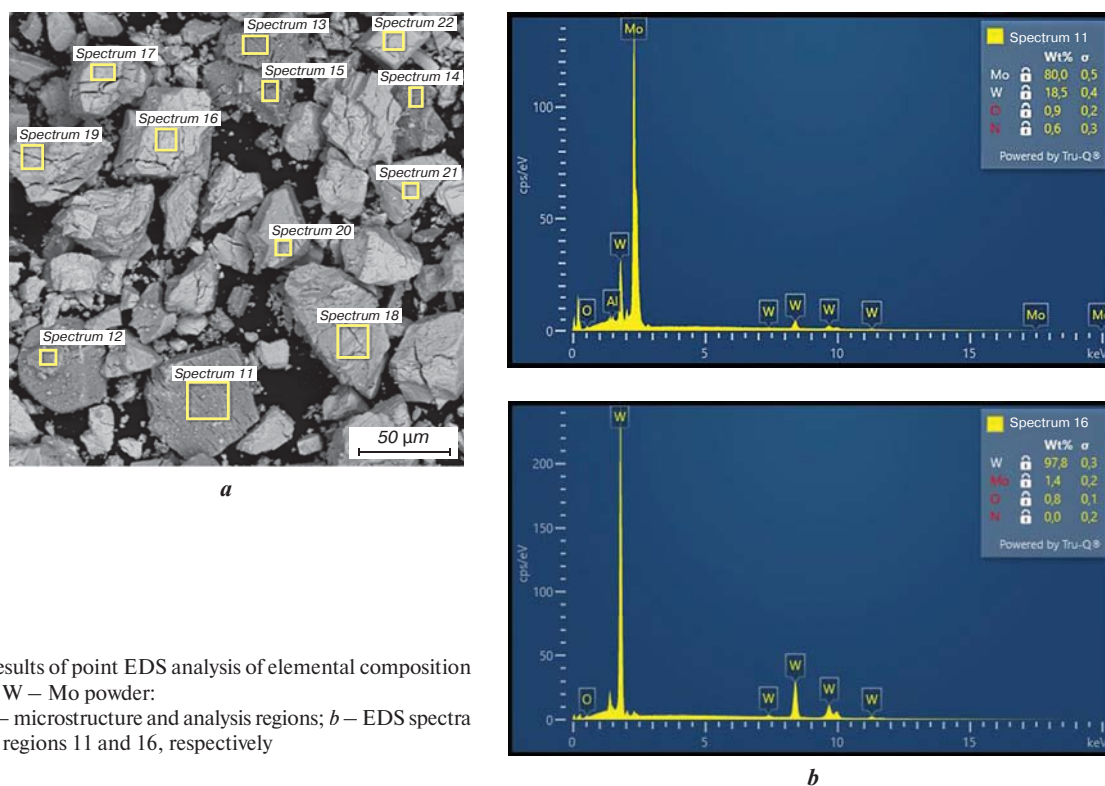 Spectrum 13
Spectrum 22
Spectrum 17
Spectrum 15
Spectrum 14
Spectrum 16
Spectrum 19
Spectrum 21
Spectrum 20
Spectrum 18
Spectrum 12
Spectrum 11
50 μm
a
esults of point EDS analysis of elemental composition
W – Mo powder:
– microstructure and analysis regions; b – EDS spectra
regions 11 and 16, respectively
Spectrum 11
Wt% σ
Mo 80,0 0,5
W 18,5 0,4
O 0,9 0,2
N 0,6 0,3
Powered by Tru-Q®
Mo
100
cps/eV
50
W
O Al W W W W Mo Mo
0
0 5 10 15 keV
Spectrum 16
Wt% σ
W 97,8 0,3
Mo 1,4 0,2
O 0,8 0,1
N 0,0 0,2
Powered by Tru-Q®
W
200
150
cps/eV
100
50
O W W W W
0
0 5 10 15 keV
b